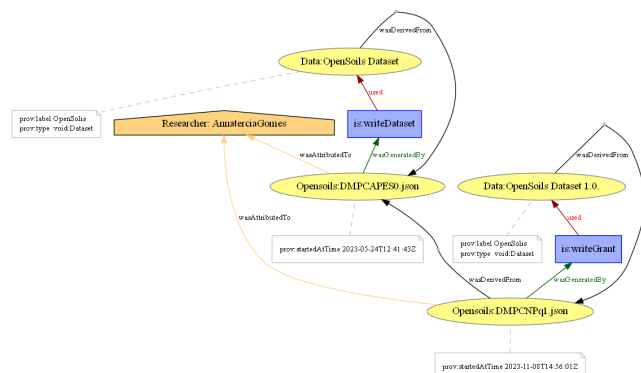 wasDerivedFrom
Data:OpenSoils Dataset
used
prov:label OpenSolis
prov:type void:Dataset
Researcher: AnnaterciaGomes
is:writeDataset
wasDerivedFrom
wasAttributedTo
wasGeneratedBy
Opensoils:DMPCAPES0.json
Data:OpenSoils Dataset 1.0.
wasAttributedTo
used
prov:startedAtTime 2023-05-24T12:41:43Z
prov:label OpenSolis
prov:type void:Dataset
is:writeGrant
wasDerivedFrom
wasGeneratedBy
Opensoils:DMPCNPq1.json
prov:startedAtTime 2023-11-08T14:56:01Z